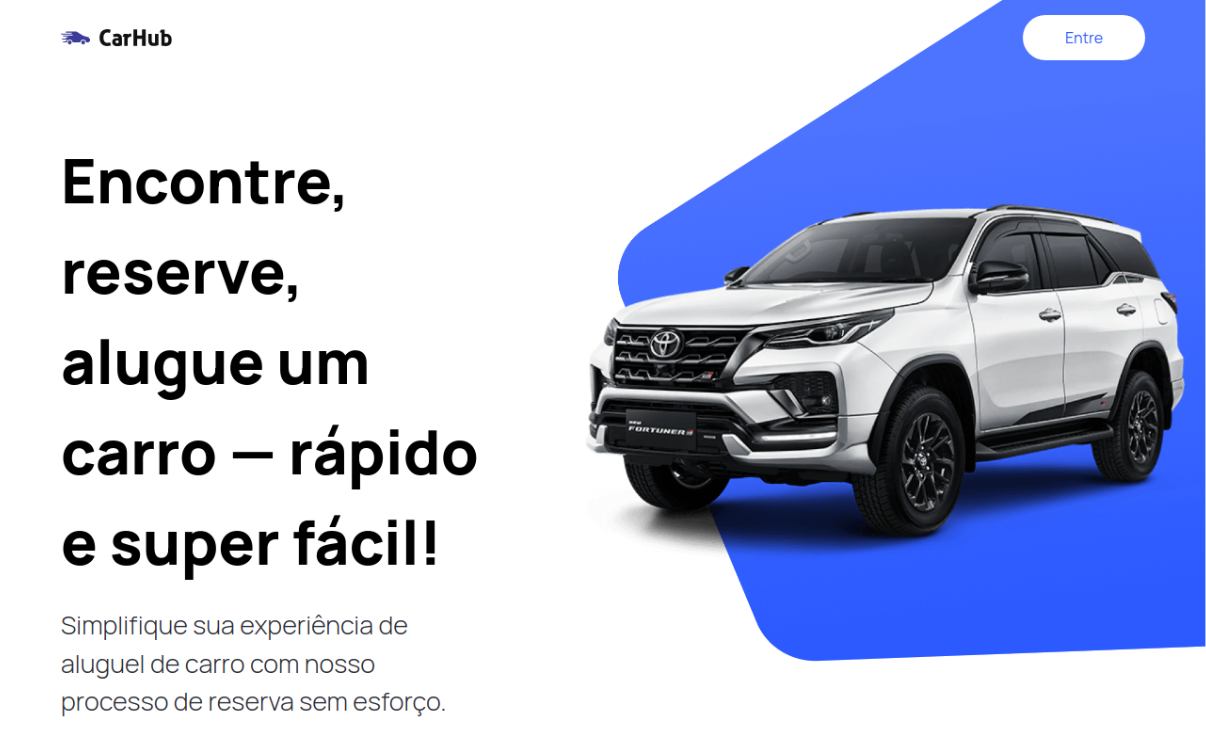 CarHub
Entre
Encontre,
reserve,
alugue um
carro — rápido
e super fácil!
NEW
FORTUNER
Simplifique sua experiência de
aluguel de carro com nosso
processo de reserva sem esforço.